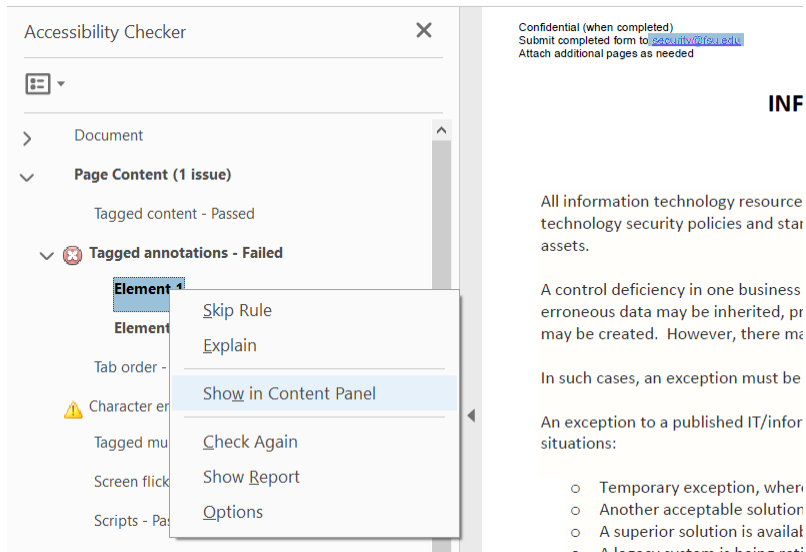 Accessibility Checker
Document
Page Content (1 issue)
Tagged content - Passed
Tagged annotations - Failed
Element 1
Element
Tab order -
Character en
Tagged mu
Screen flick
Scripts - Pas
Skip Rule
Explain
Show in Content Panel
Check Again
Show Report
Options
Confidential (when completed)
Submit completed form to security@fsu.edu
Attach additional pages as needed
INF
All information technology resource
technology security policies and star
assets.
A control deficiency in one business
erroneous data may be inherited, pr
may be created. However, there ma
In such cases, an exception must be
An exception to a published IT/infor
situations:
o Temporary exception, where
o Another acceptable solution
o A superior solution is availab